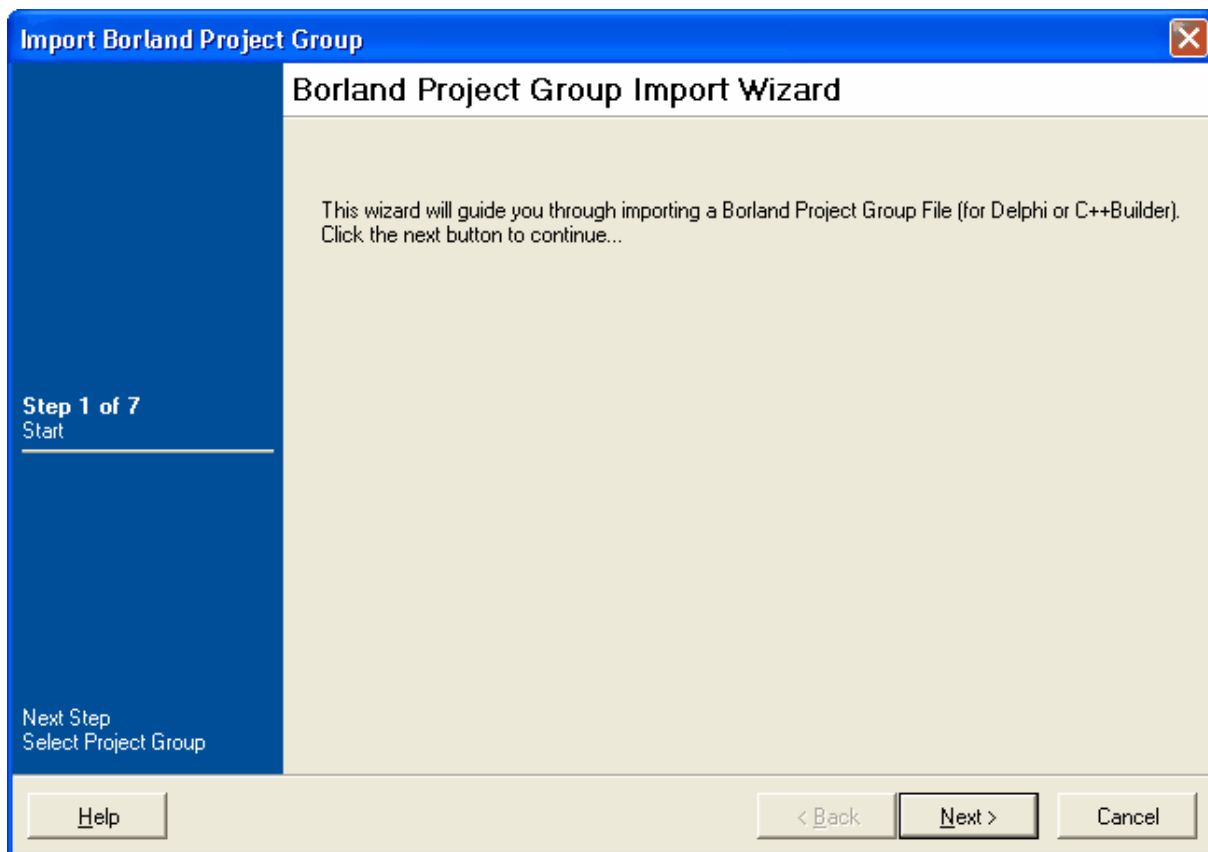 Import Borland Project Group
Borland Project Group Import Wizard
This wizard will guide you through importing a Borland Project Group File (for Delphi or C++Builder).
Click the next button to continue...
Step 1 of 7
Start
Next Step
Select Project Group
Help
< Back
Next >
Cancel